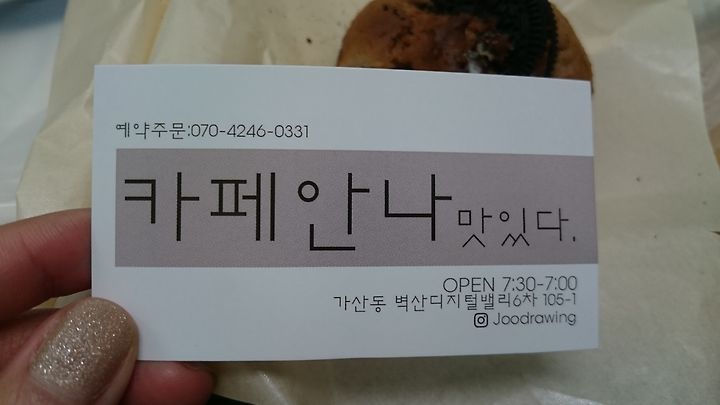 예약주문:070-4246-0331
카페안나맛있다.
OPEN 7:30-7:00
가산동 벽산디지털밸리6차 105-1
Joodrawing